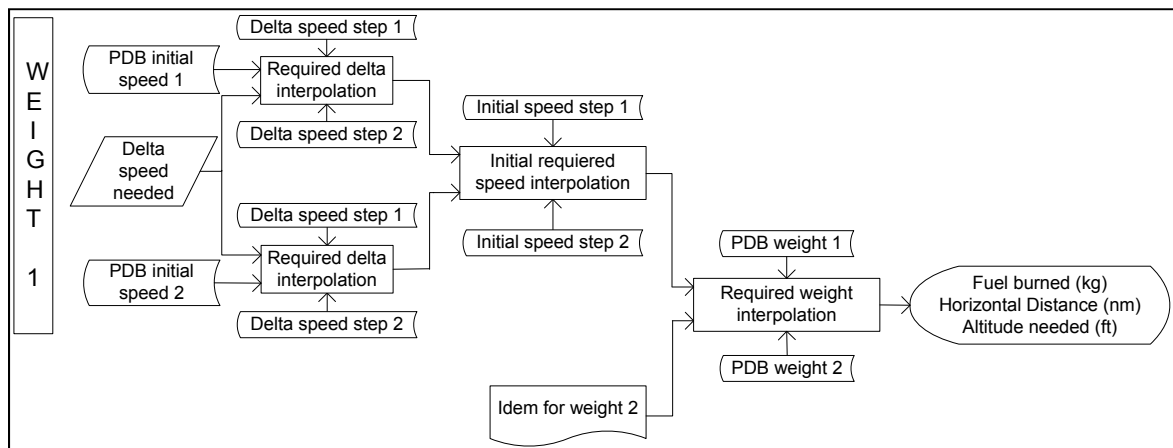 WEIGHT 1
Delta speed step 1
PDB initial
speed 1
Required delta
interpolation
Delta speed step 2
Delta
speed
needed
Delta speed step 1
Required delta
interpolation
PDB initial
speed 2
Delta speed step 2
Initial speed step 1
Initial requiered
speed interpolation
Initial speed step 2
PDB weight 1
Required weight
interpolation
PDB weight 2
Idem for weight 2
Fuel burned (kg)
Horizontal Distance (nm)
Altitude needed (ft)